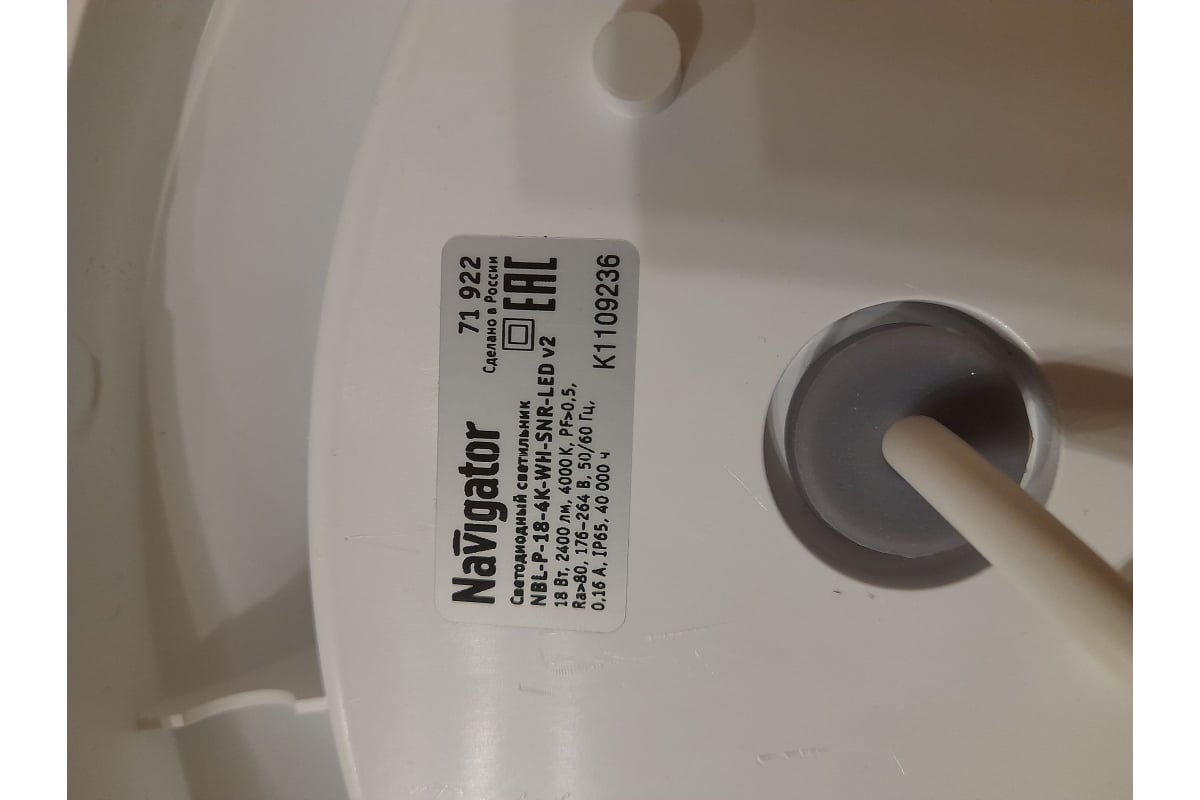 Navigator
71 922
Сделано в России
Светодиодный светильник
NBL-P-18-4K-WH-SNR-LED v2
18 Вт, 2400 лм, 4000 К, PF>0,5,
Ra>80, 176-264 В, 50/60 Гц,
0,16 А, IP65, 40 000 ч
EAC
K1109236